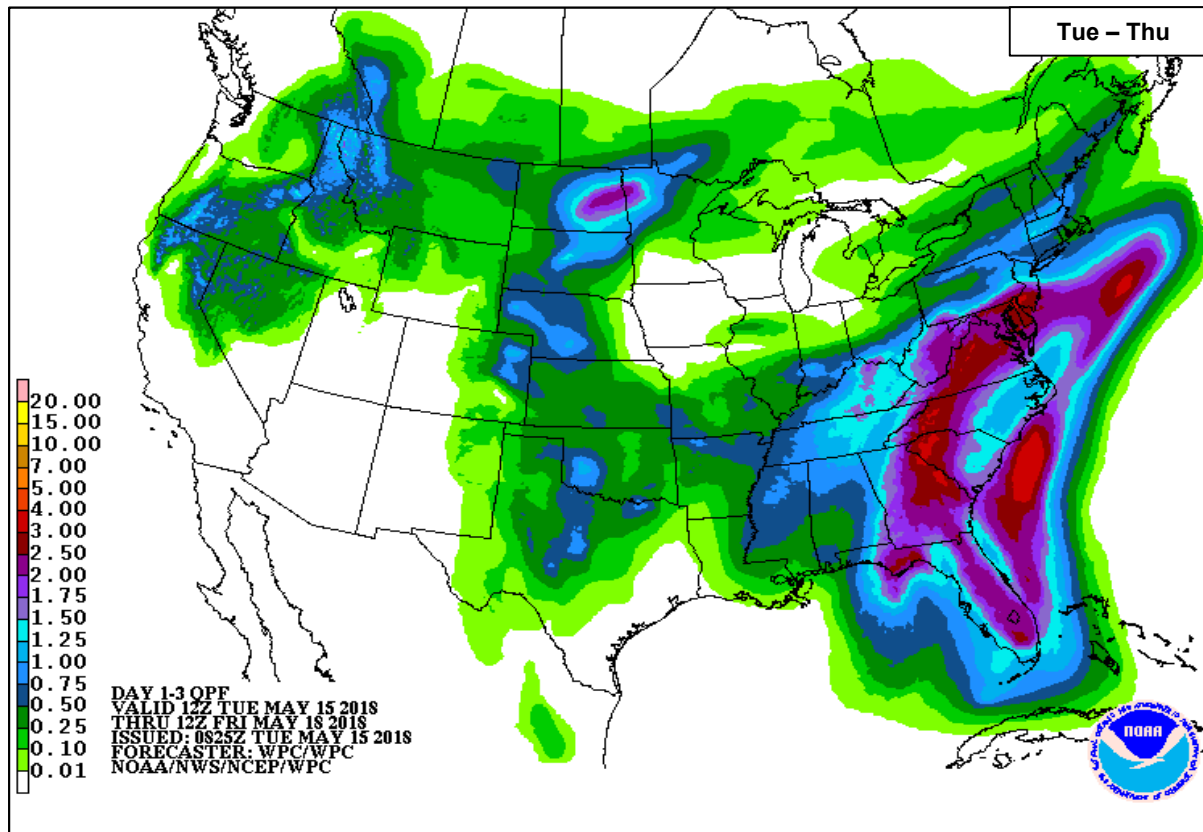 Tue – Thu
20.00
15.00
10.00
7.00
5.00
4.00
3.00
2.50
2.00
1.75
1.50
1.25
1.00
0.75
0.50
0.25
0.10
0.01
DAY 1-3 QPF
VALID 12Z TUE MAY 15 2018
THRU 12Z FRI MAY 18 2018
ISSUED: 0825Z TUE MAY 15 2018
FORECASTER: WPC/WPC
NOAA/NWS/NCEP/WPC
NOAA